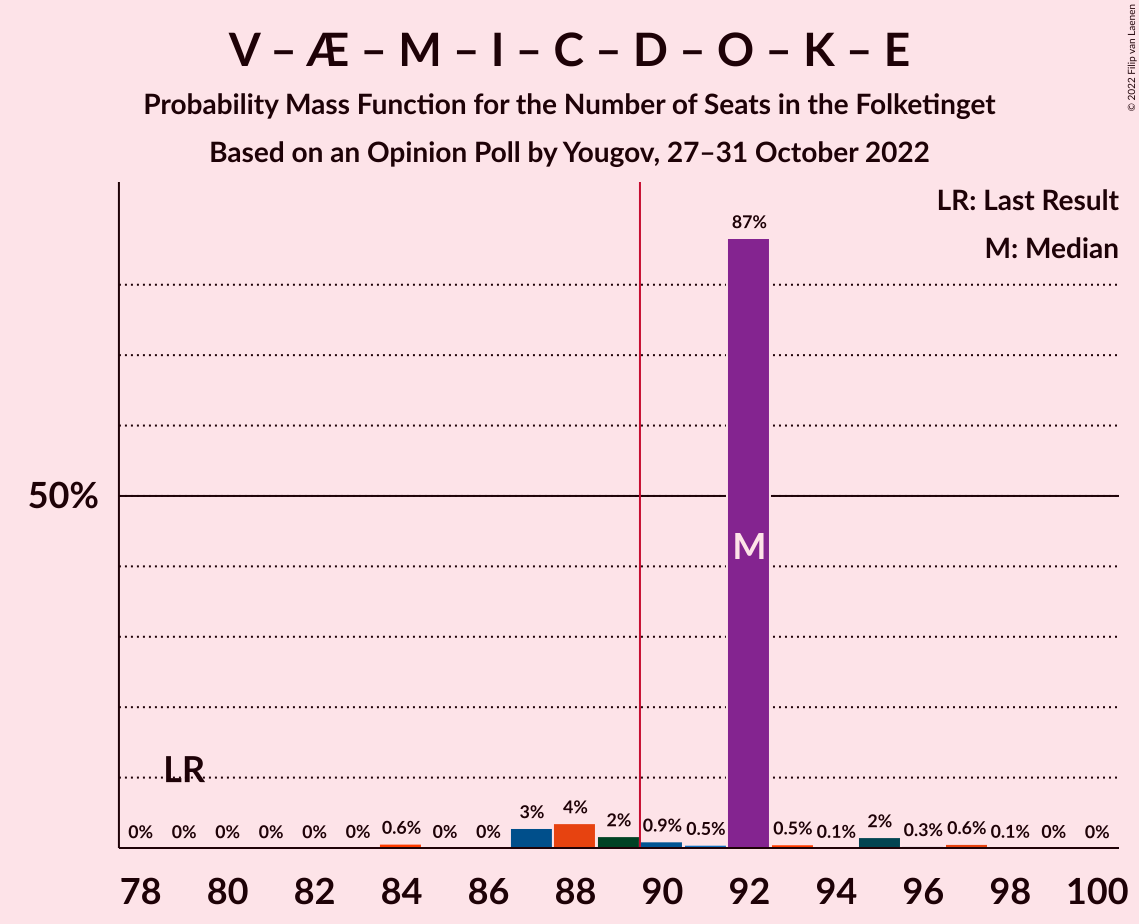 V – Æ – M – I – C – D – O – K – E
Probability Mass Function for the Number of Seats in the Folketinget
Based on an Opinion Poll by Yougov, 27–31 October 2022
© 2022 Filip van Laenen
LR: Last Result
M: Median
87%
50%
M
LR
0% 0% 0% 0% 0% 0% 0.6% 0% 0% 3% 4% 2% 0.9% 0.5% 0.5% 0.1% 2% 0.3% 0.6% 0.1% 0% 0%
78 80 82 84 86 88 90 92 94 96 98 100